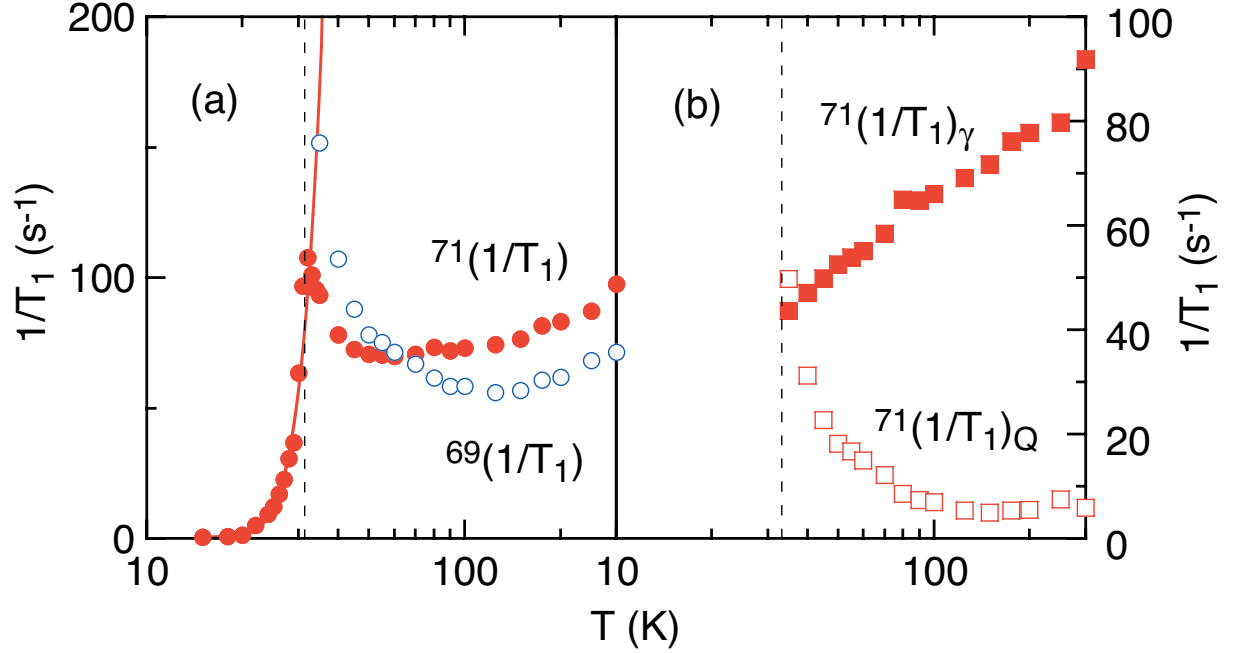 200
100
0
1/T₁ (s⁻¹)
(a)
⁷¹(1/T₁)
⁶⁹(1/T₁)
10
100
10
100
T (K)
(b)
⁷¹(1/T₁)ᵧ
⁷¹(1/T₁)Q
100
80
60
40
20
0
1/T₁ (s⁻¹)